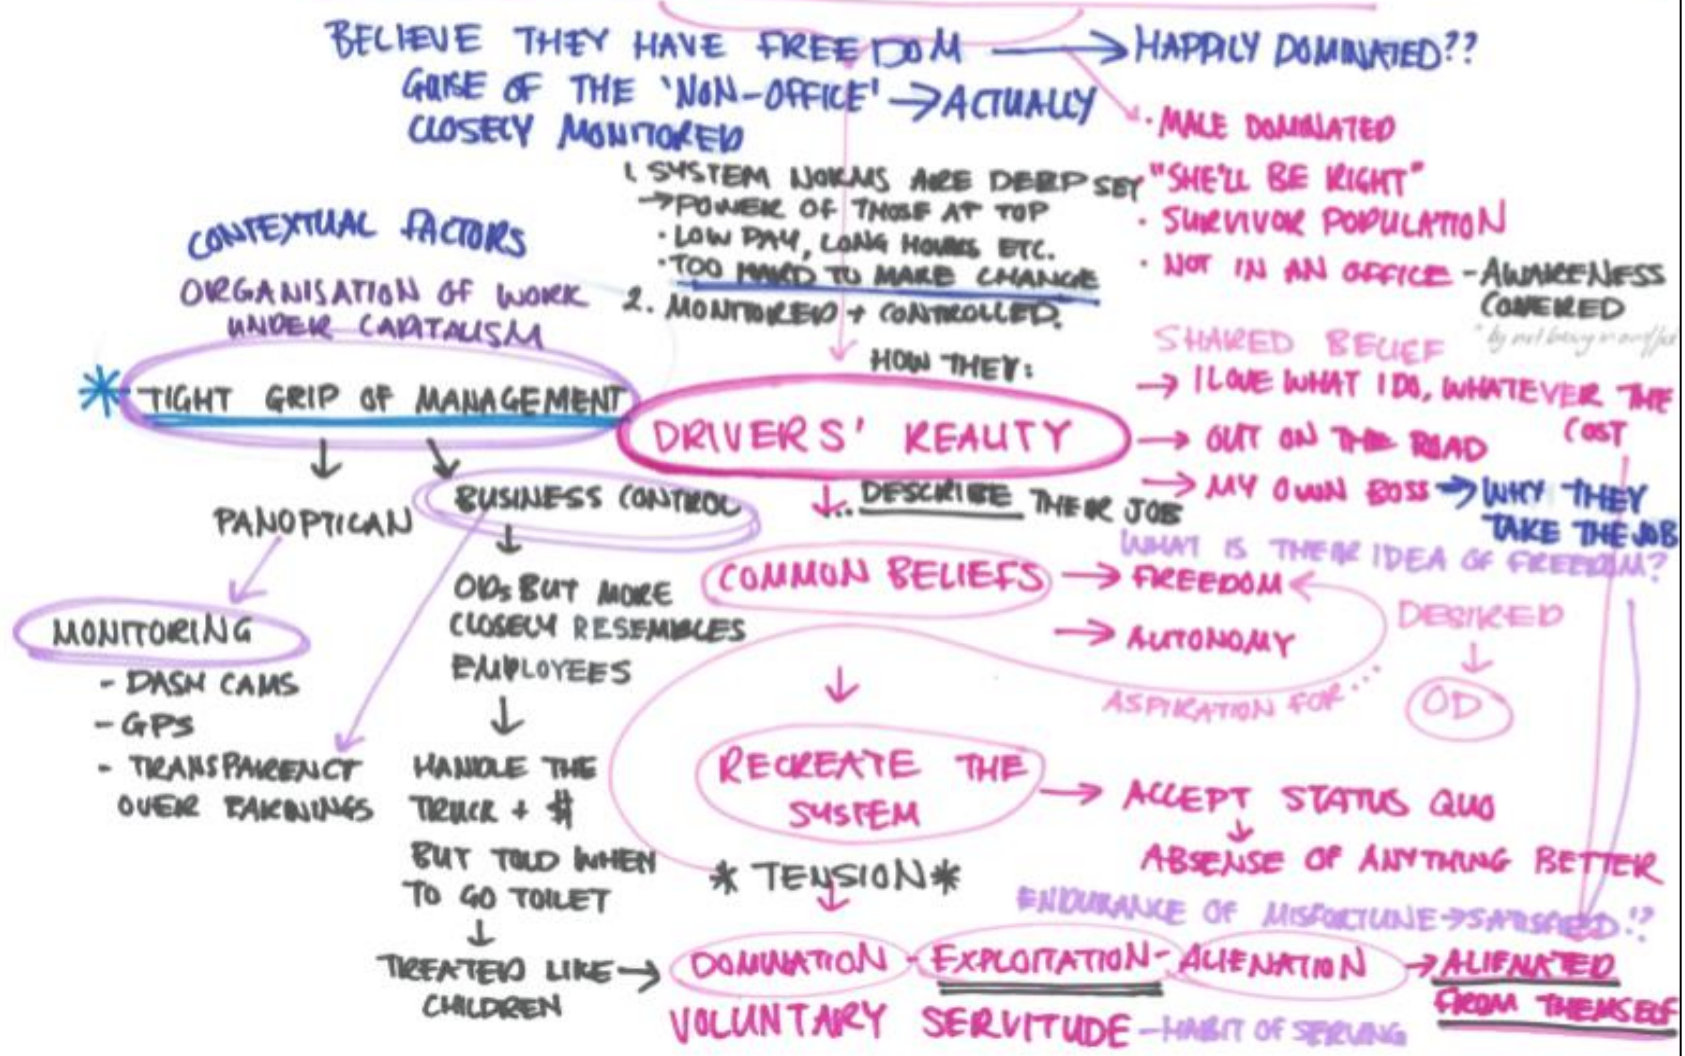 BELIEVE THEY HAVE FREEDOM → HAPPILY DOMINATED??
GUISE OF THE 'NON-OFFICE' → ACTUALLY
CLOSELY MONITORED
· MALE DOMINATED
· "SHE'LL BE RIGHT"
· SURVIVOR POPULATION
· NOT IN AN OFFICE - AWARENESS
COVERED
* by not being in an office
1. SYSTEM NORMS ARE DEEP SET
→ POWER OF THOSE AT TOP
· LOW PAY, LONG HOURS ETC.
· TOO HARD TO MAKE CHANGE
2. MONITORED + CONTROLLED.
CONTEXTUAL FACTORS
ORGANISATION OF WORK
UNDER CAPITALISM
* TIGHT GRIP OF MANAGEMENT
↓ PANOPTICAN
MONITORING
- DASH CAMS
- GPS
- TRANSPARENCY
OVER EARNINGS
BUSINESS CONTROL
↓
ODs BUT MORE
CLOSELY RESEMBLES
EMPLOYEES
↓
HANDLE THE
TRUCK + $
BUT TOLD WHEN
TO GO TOILET
↓
TREATED LIKE →
CHILDREN
HOW THEY:
DRIVERS' REALITY
SHARED BELIEF
→ I LOVE WHAT I DO, WHATEVER THE
COST
→ OUT ON THE ROAD
→ MY OWN BOSS → WHY THEY
TAKE THE JOB
... DESCRIBE THEIR JOB
WHAT IS THEIR IDEA OF FREEDOM?
COMMON BELIEFS → FREEDOM
→ AUTONOMY
DESIRED
↓
OD
ASPIRATION FOR...
RECREATE THE
SYSTEM
→ ACCEPT STATUS QUO
↓
ABSENSE OF ANYTHING BETTER
* TENSION *
ENDURANCE OF MISFORTUNE → SATISFIED!?
DOMINATION - EXPLOITATION - ALIENATION → ALIENATED
FROM THEMSELF
VOLUNTARY SERVITUDE - HABIT OF SERVING